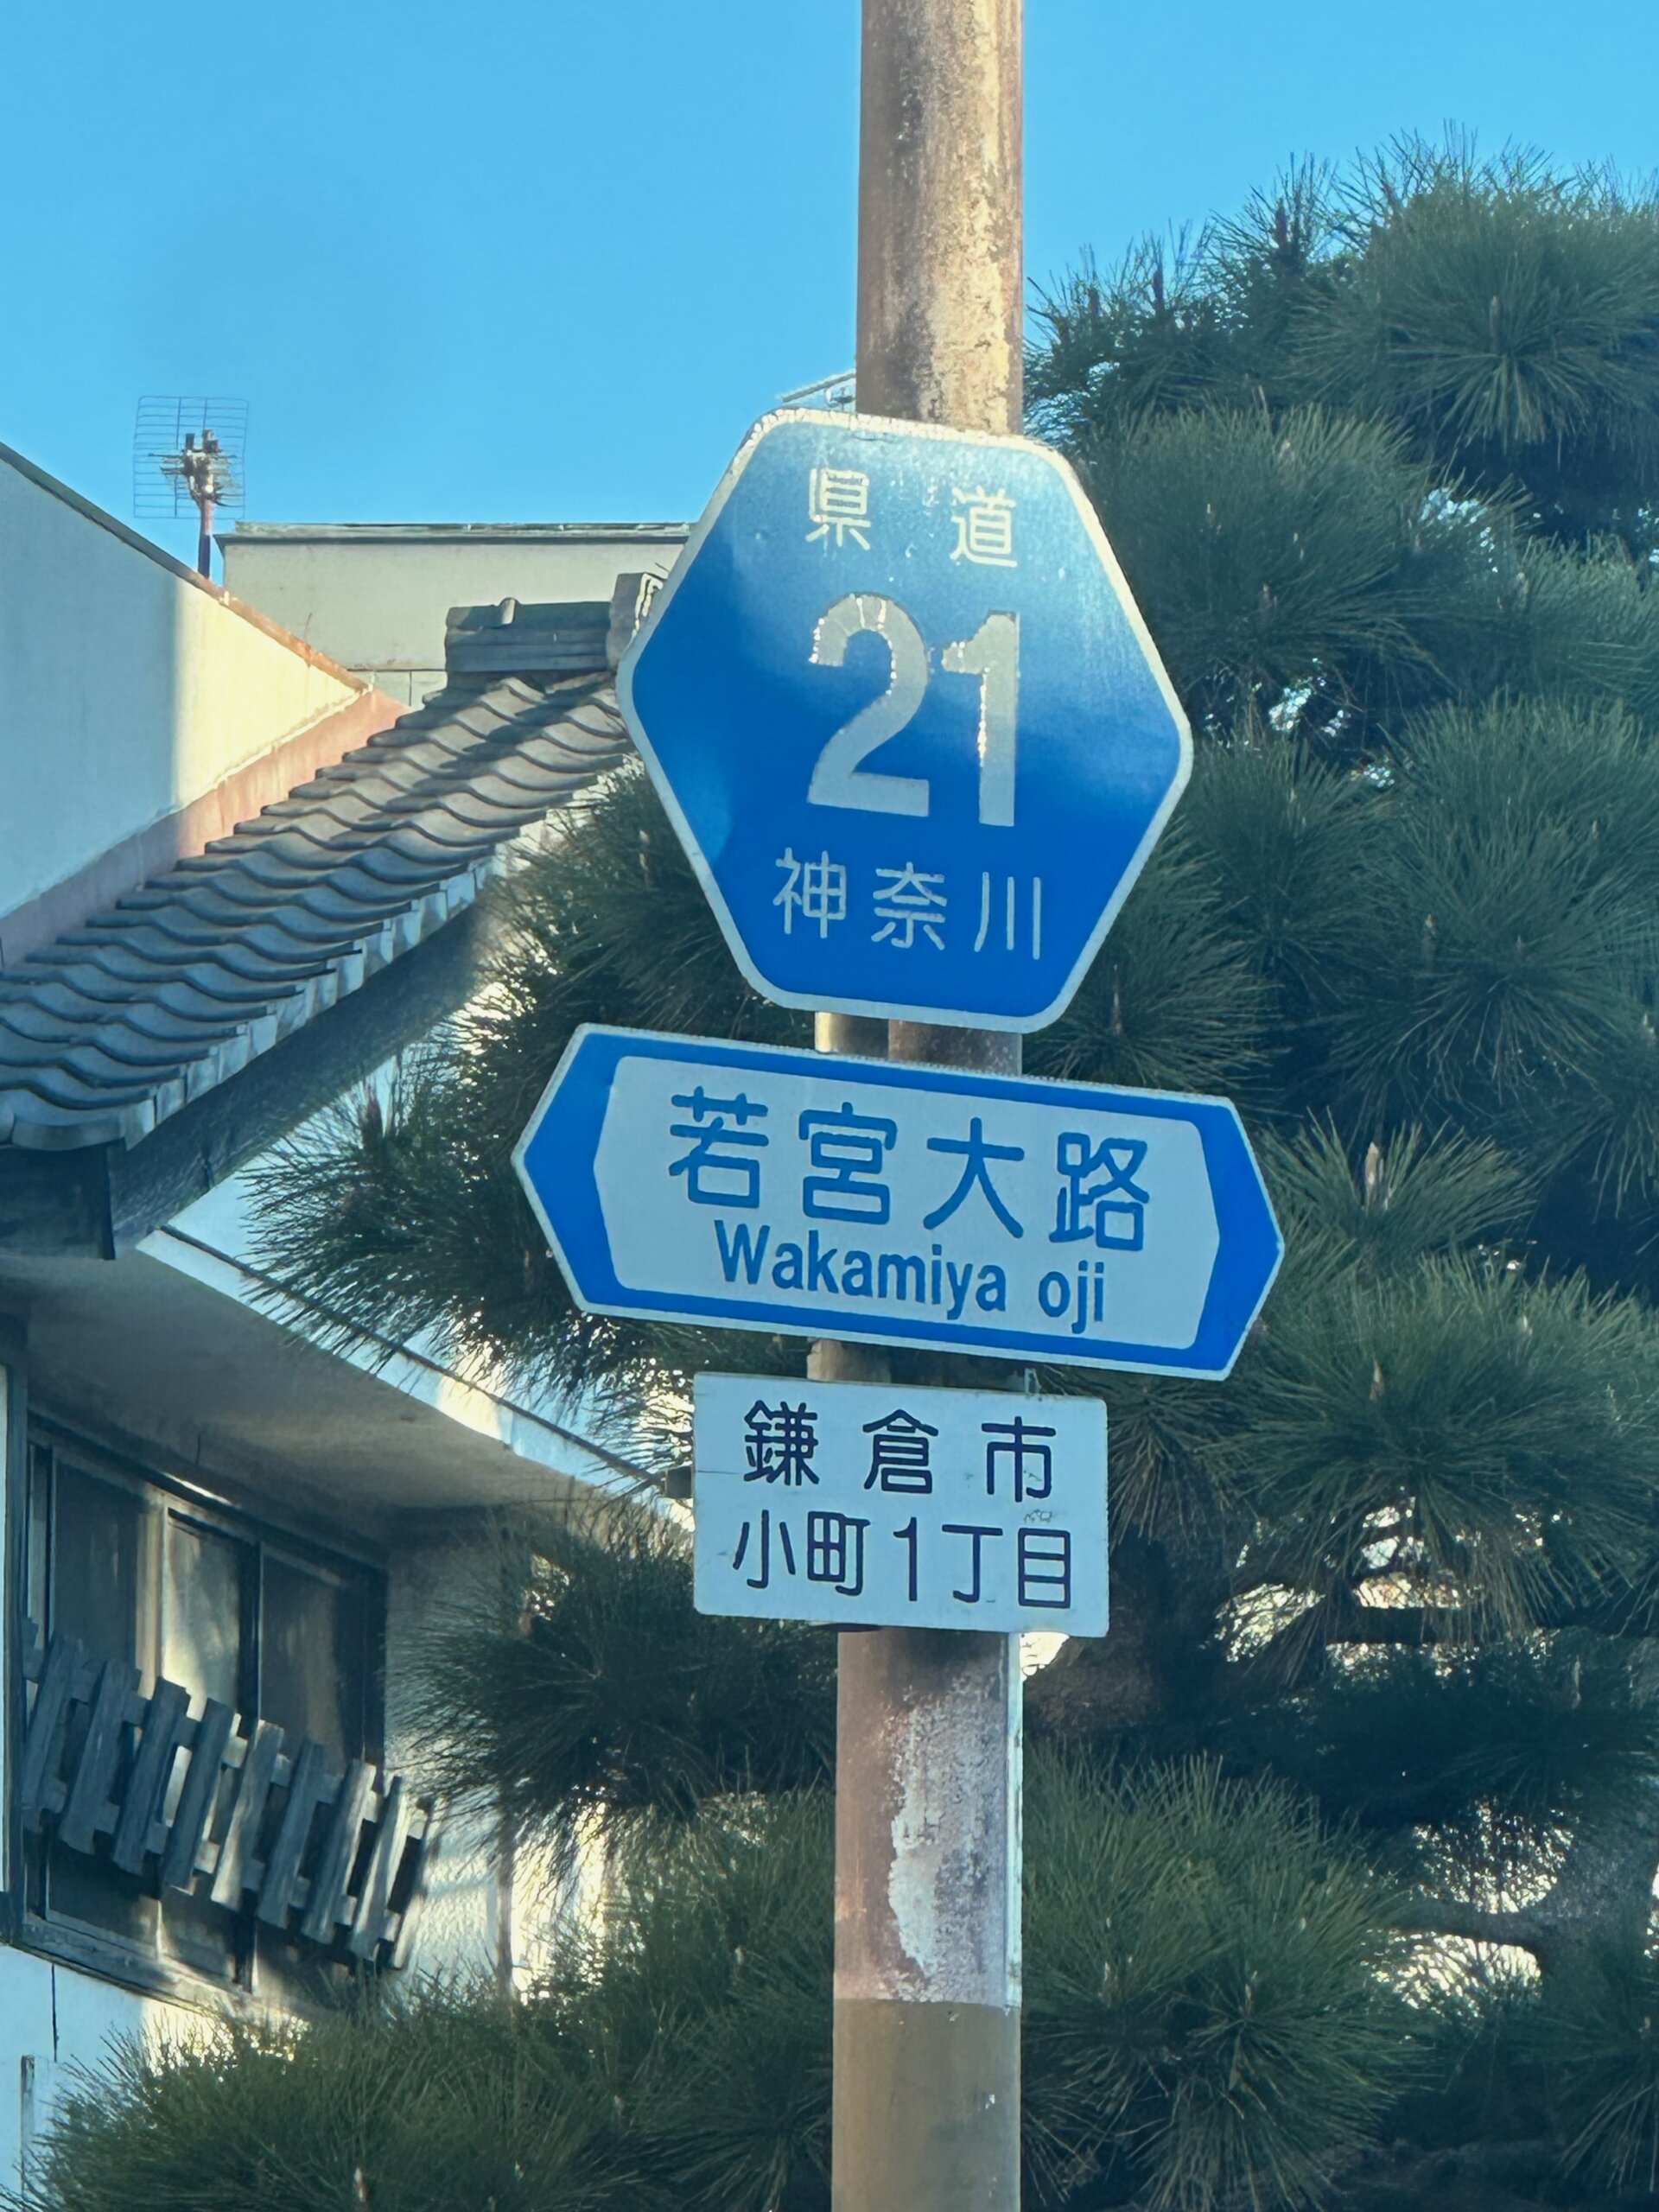 県道
21
神奈川
若宮大路
Wakamiya oji
鎌倉市
小町1丁目